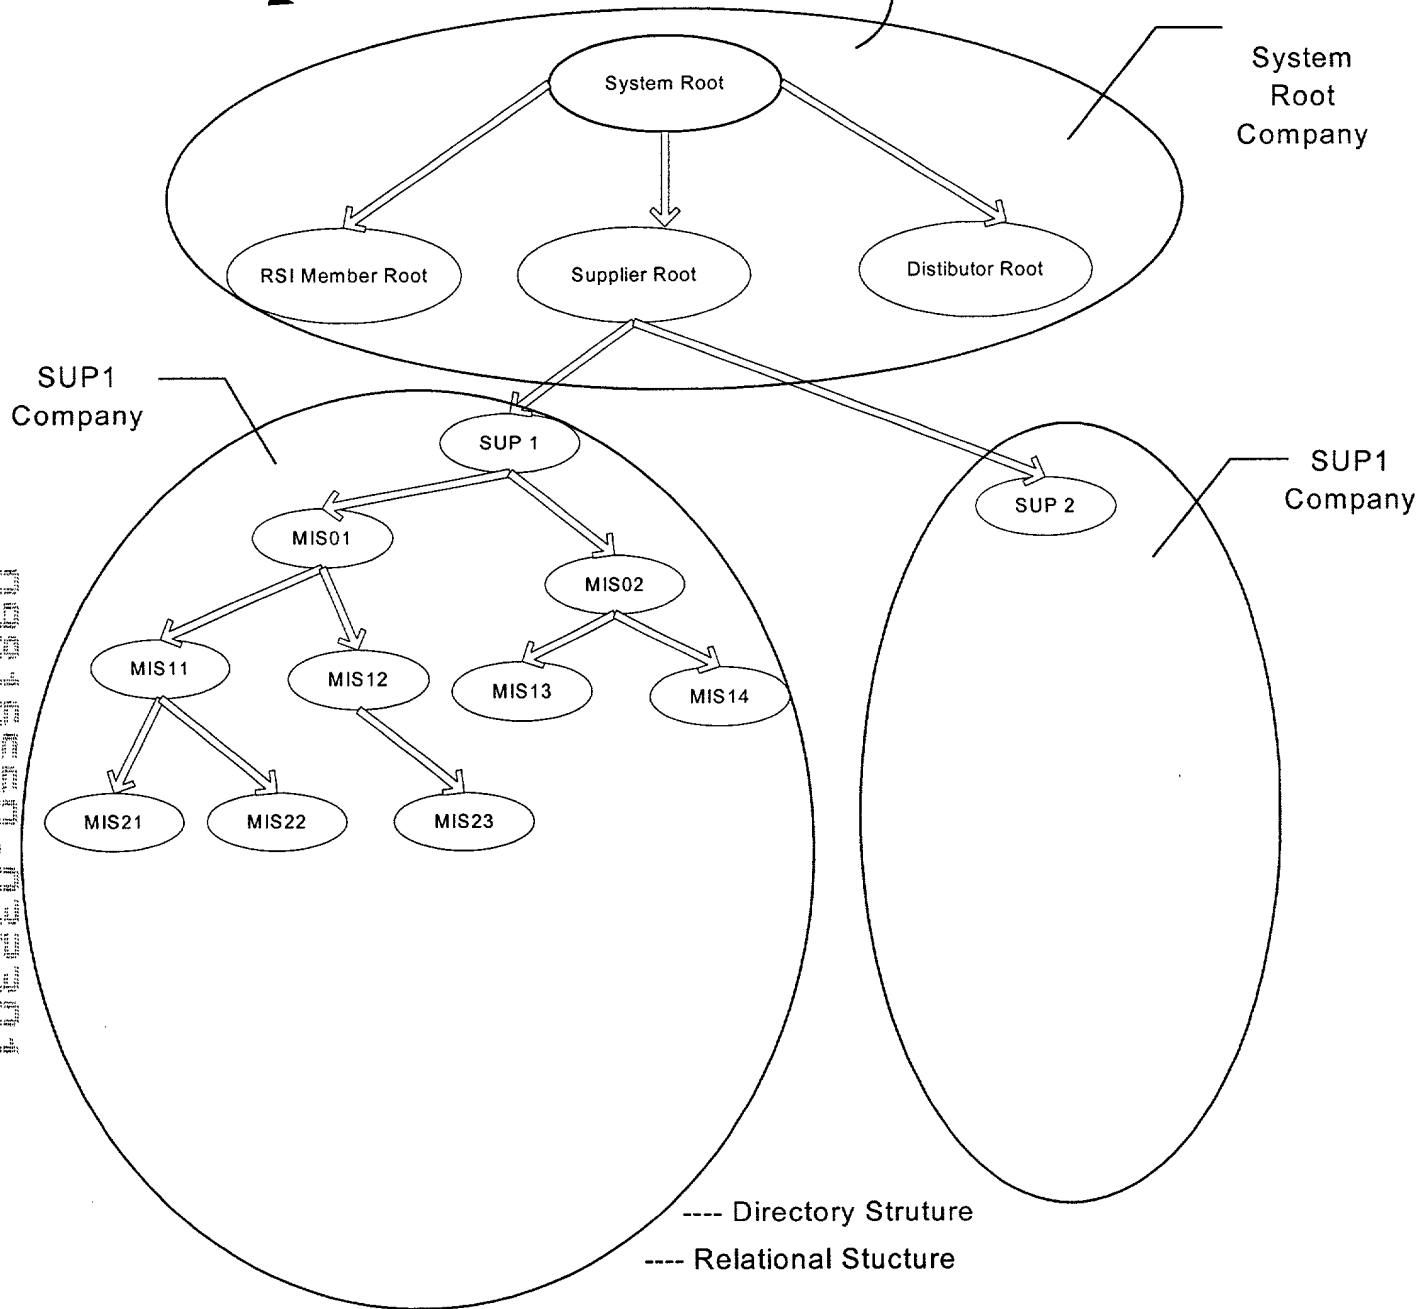 System Root
System
Root
Company
RSI Member Root
Supplier Root
Distibutor Root
SUP1
Company
SUP 1
SUP1
Company
SUP 2
MIS01
MIS02
MIS11
MIS12
MIS13
MIS14
MIS21
MIS22
MIS23
---- Directory Struture
---- Relational Stucture